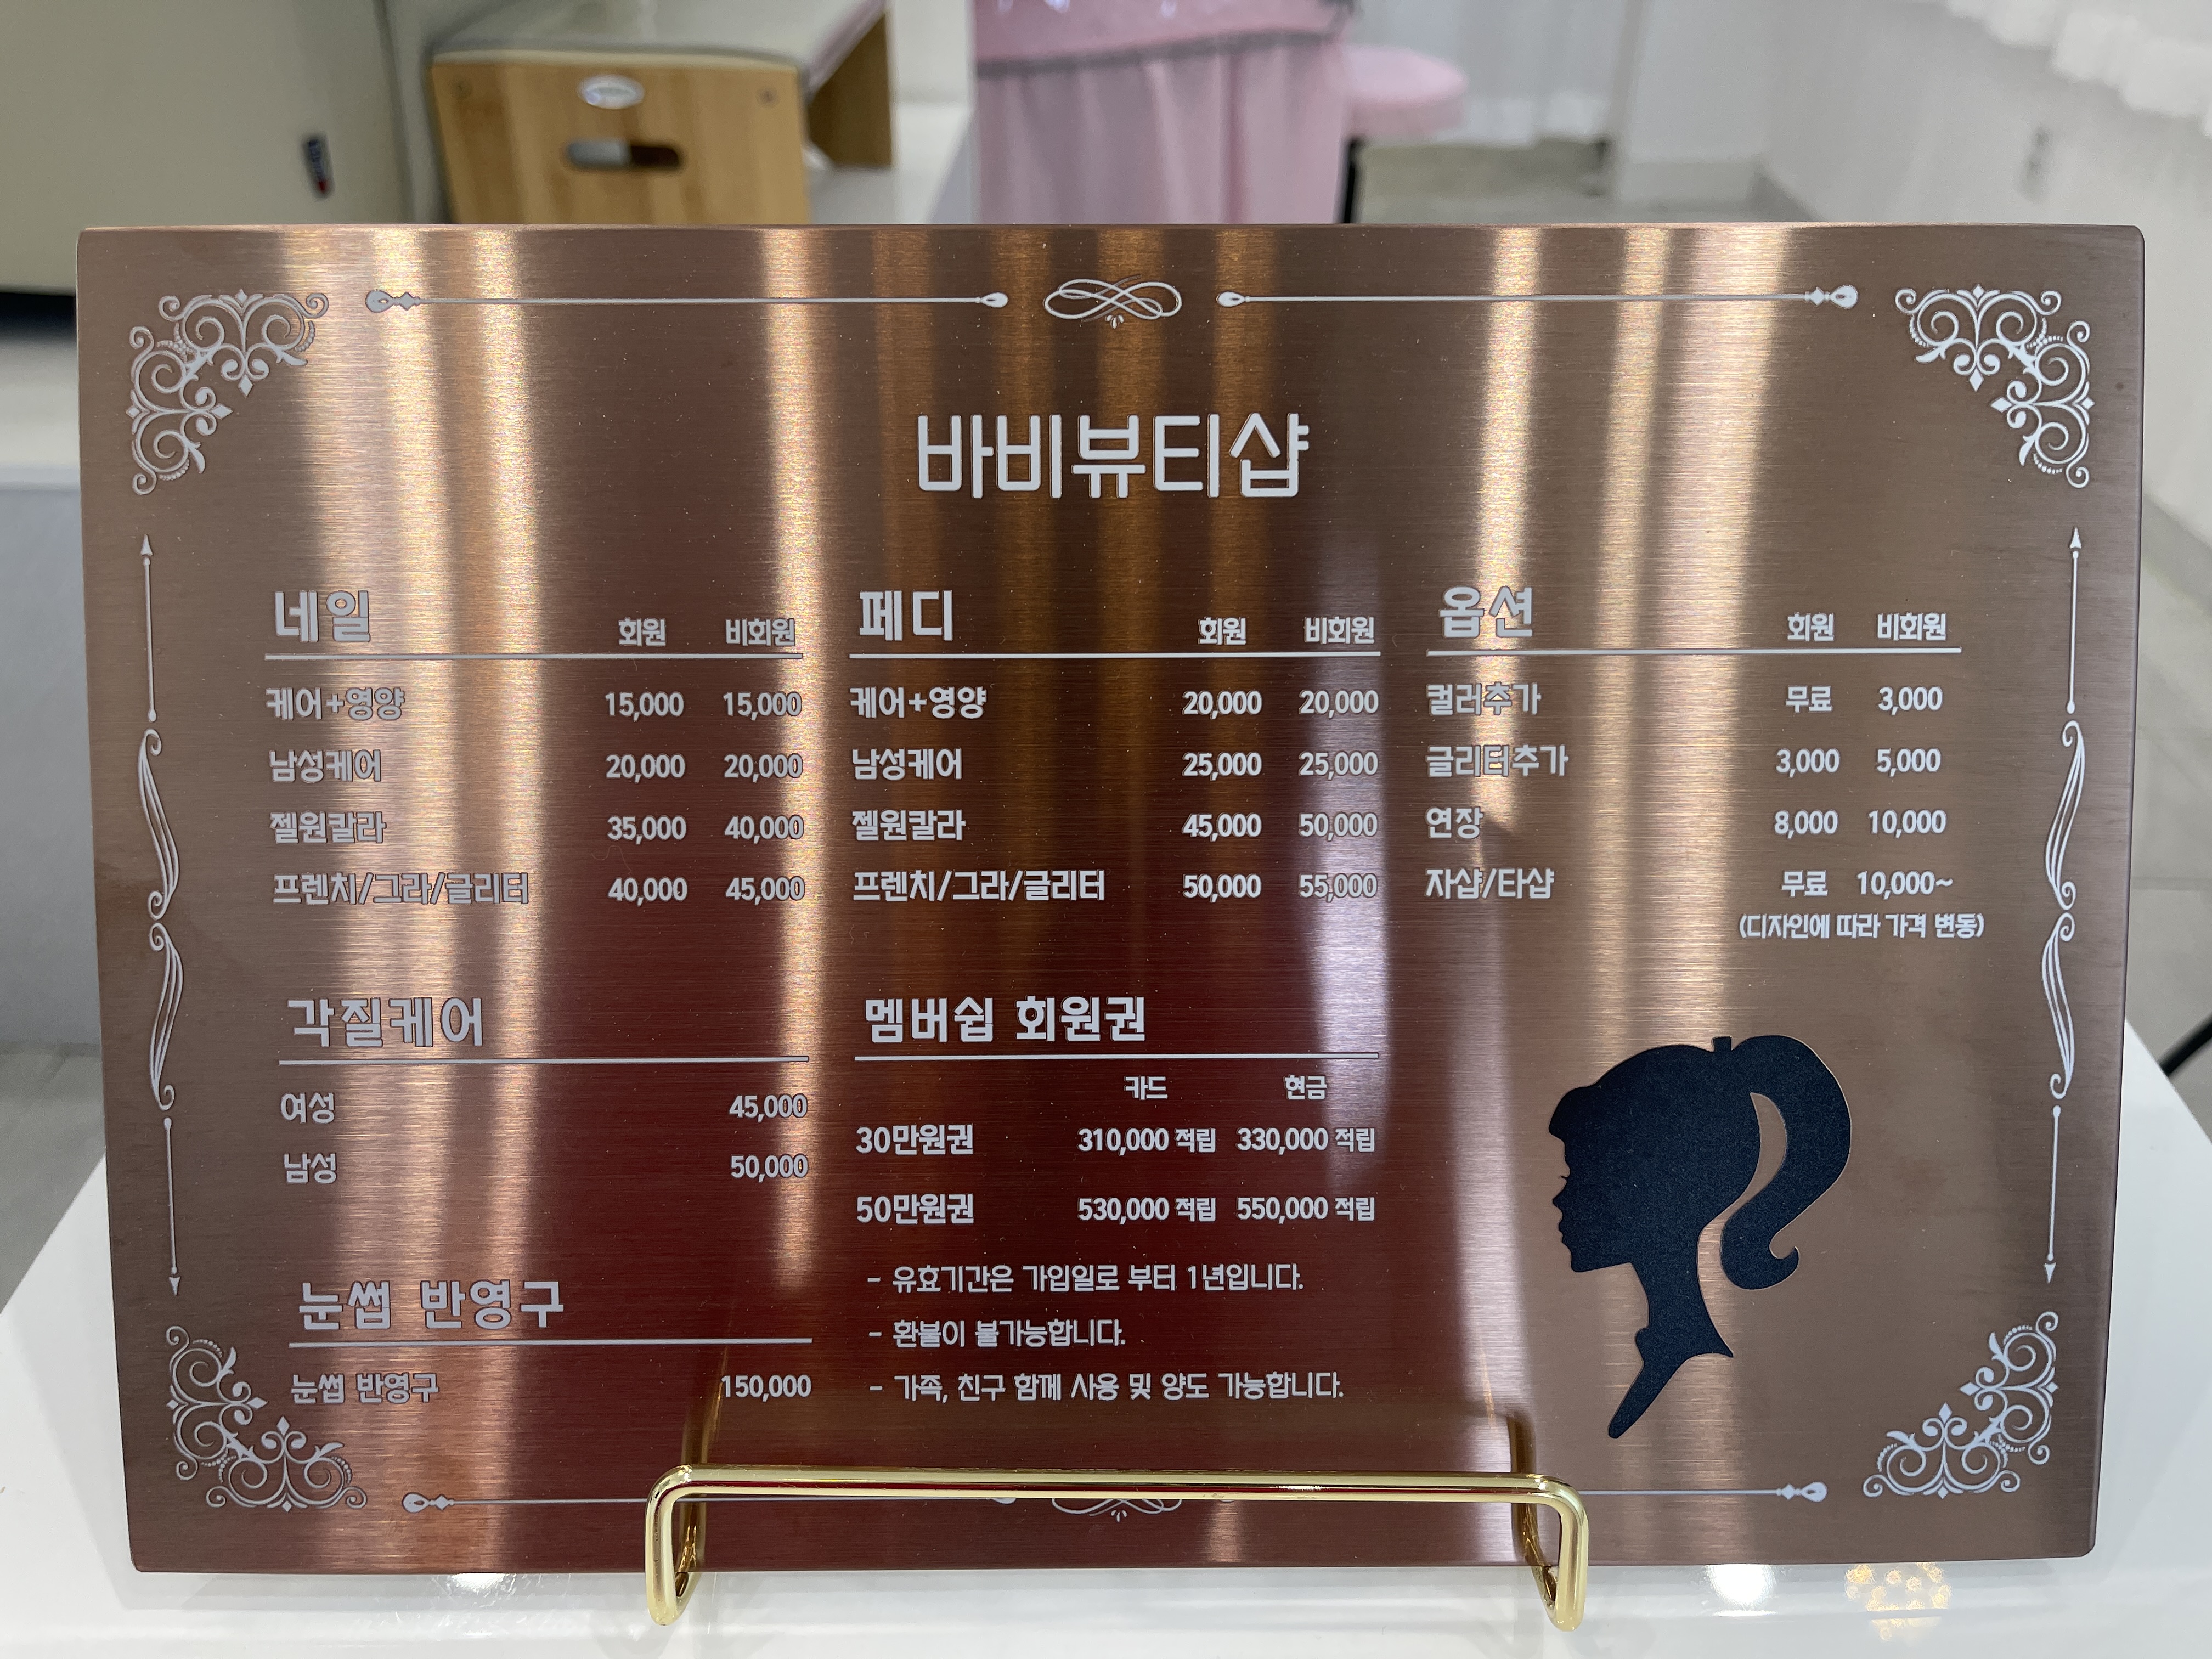 바비뷰티샵
네일 회원 비회원
케어+영양 15,000 15,000
남성케어 20,000 20,000
젤원칼라 35,000 40,000
프렌치/그라/글리터 40,000 45,000
페디 회원 비회원
케어+영양 20,000 20,000
남성케어 25,000 25,000
젤원칼라 45,000 50,000
프렌치/그라/글리터 50,000 55,000
옵션 회원 비회원
컬러추가 무료 3,000
글리터추가 3,000 5,000
연장 8,000 10,000
자샵/타샵 무료 10,000~
(디자인에 따라 가격 변동)
각질케어
여성 45,000
남성 50,000
눈썹 반영구
눈썹 반영구 150,000
멤버쉽 회원권
카드 현금
30만원권 310,000 적립 330,000 적립
50만원권 530,000 적립 550,000 적립
- 유효기간은 가입일로 부터 1년입니다.
- 환불이 불가능합니다.
- 가족, 친구 함께 사용 및 양도 가능합니다.